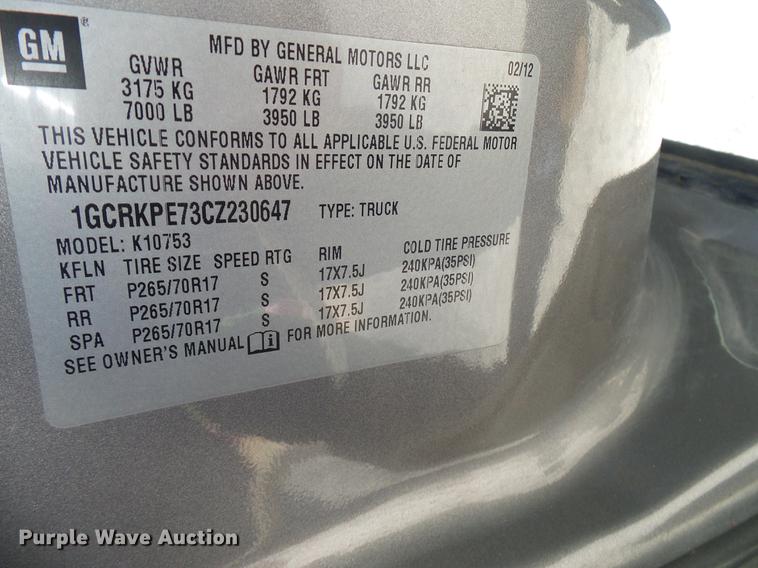 GM
®
MFD BY GENERAL MOTORS LLC
02/12
GVWR GAWR FRT GAWR RR
3175 KG 1792 KG 1792 KG
7000 LB 3950 LB 3950 LB
THIS VEHICLE CONFORMS TO ALL APPLICABLE U.S. FEDERAL MOTOR
VEHICLE SAFETY STANDARDS IN EFFECT ON THE DATE OF
MANUFACTURE SHOWN ABOVE.
1GCRKPE73CZ230647 TYPE: TRUCK
MODEL: K10753
KFLN TIRE SIZE SPEED RTG RIM COLD TIRE PRESSURE
FRT P265/70R17 S 17X7.5J 240KPA(35PSI)
RR P265/70R17 S 17X7.5J 240KPA(35PSI)
SPA P265/70R17 S 17X7.5J 240KPA(35PSI)
SEE OWNER'S MANUAL i FOR MORE INFORMATION.
Purple Wave Auction